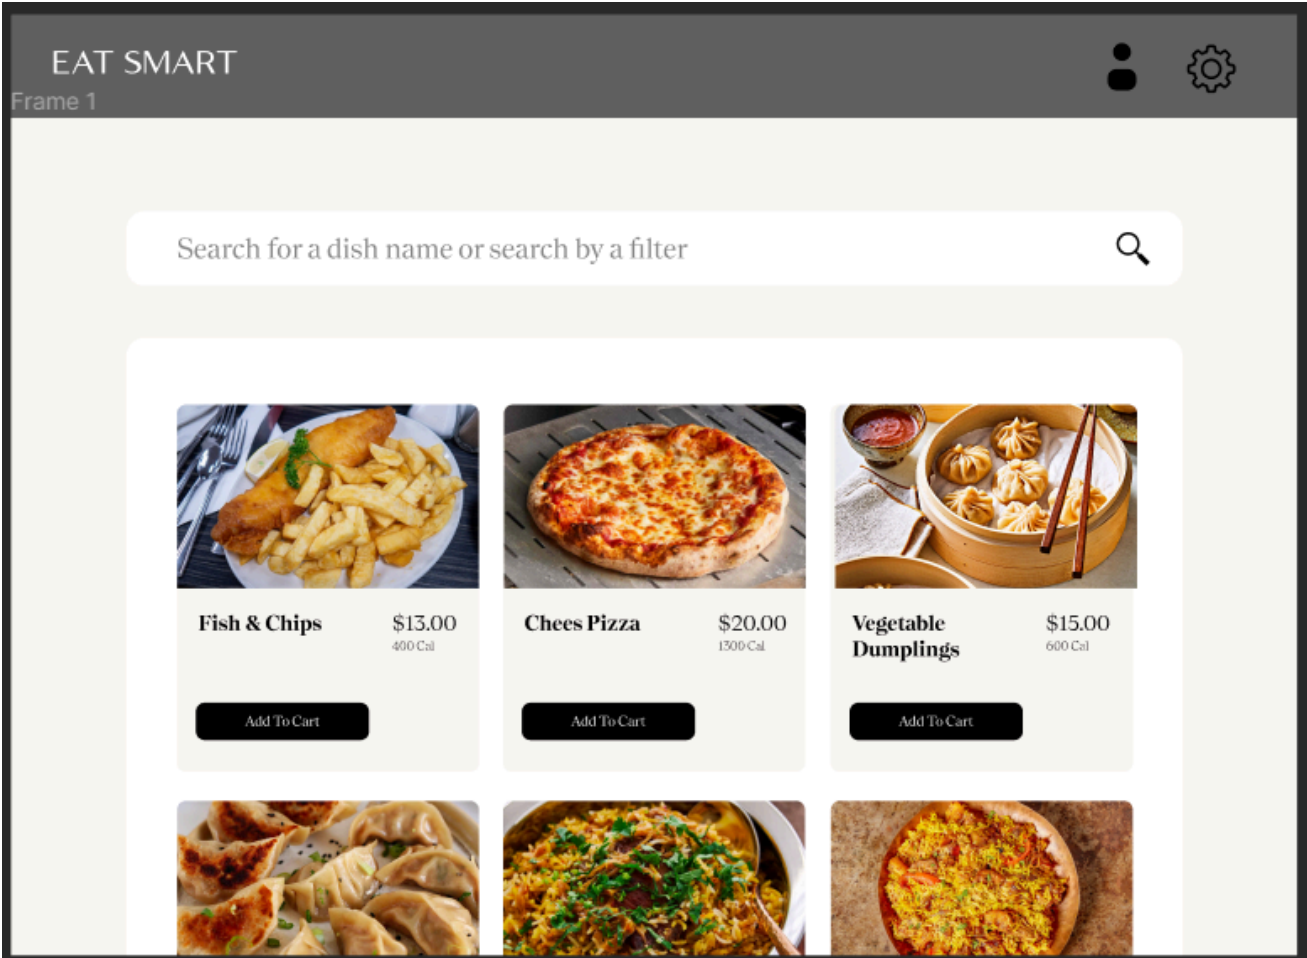 EAT SMART
Frame 1
Search for a dish name or search by a filter
Fish & Chips
$13.00
400 Cal
Add To Cart
Chees Pizza
$20.00
1300 Cal
Add To Cart
Vegetable
Dumplings
$15.00
600 Cal
Add To Cart